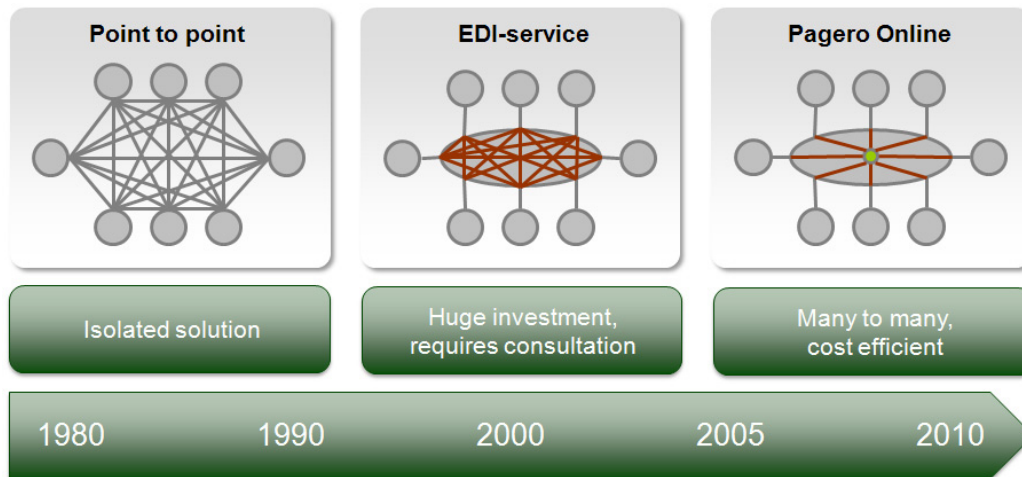 Point to point
EDI-service
Pagero Online
Isolated solution
Huge investment,
requires consultation
Many to many,
cost efficient
1980
1990
2000
2005
2010